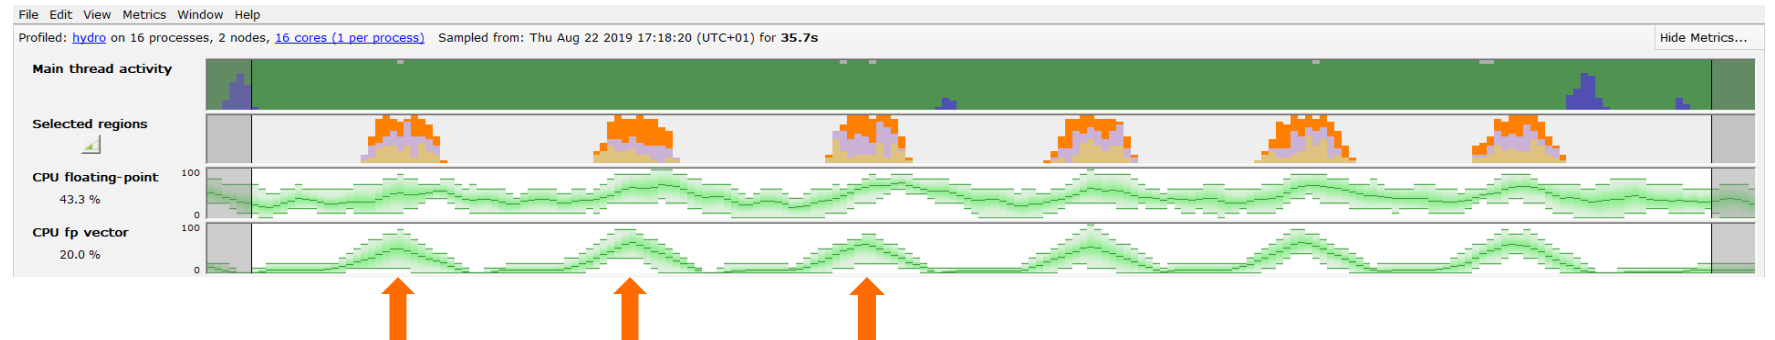 File Edit View Metrics Window Help
Profiled: hydro on 16 processes, 2 nodes, 16 cores (1 per process) Sampled from: Thu Aug 22 2019 17:18:20 (UTC+01) for 35.7s Hide Metrics...
Main thread activity
Selected regions
CPU floating-point 100
43.3 %
0
CPU fp vector 100
20.0 %
0